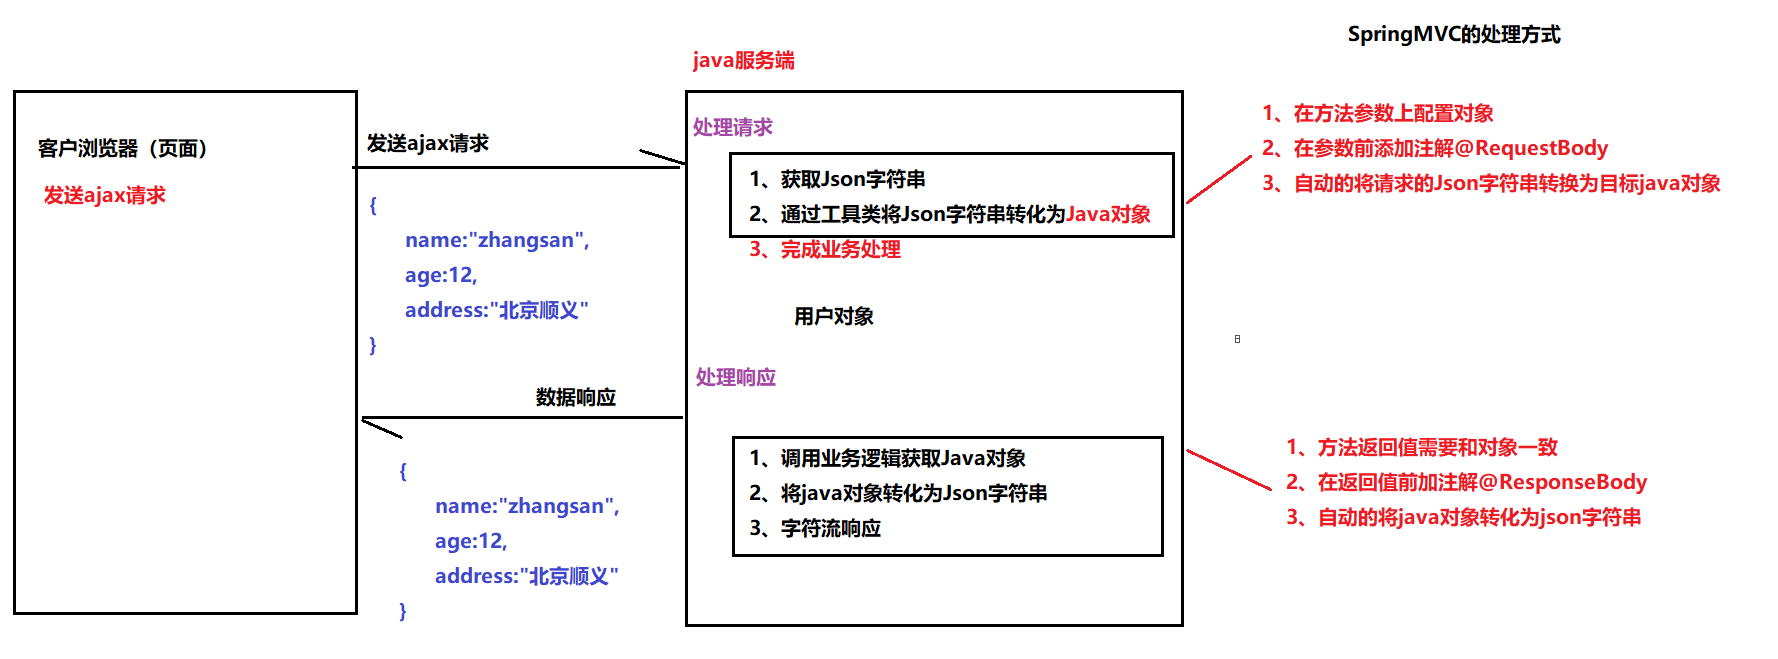 SpringMVC的处理方式
java服务端
客户浏览器（页面）
发送ajax请求
发送ajax请求
{
name:"zhangsan",
age:12,
address:"北京顺义"
}
数据响应
{
name:"zhangsan",
age:12,
address:"北京顺义"
}
处理请求
1、获取Json字符串
2、通过工具类将Json字符串转化为Java对象
3、完成业务处理
用户对象
处理响应
1、调用业务逻辑获取Java对象
2、将java对象转化为Json字符串
3、字符流响应
1、在方法参数上配置对象
2、在参数前添加注解@RequestBody
3、自动的将请求的Json字符串转换为目标java对象
1、方法返回值需要和对象一致
2、在返回值前加注解@ResponseBody
3、自动的将java对象转化为json字符串